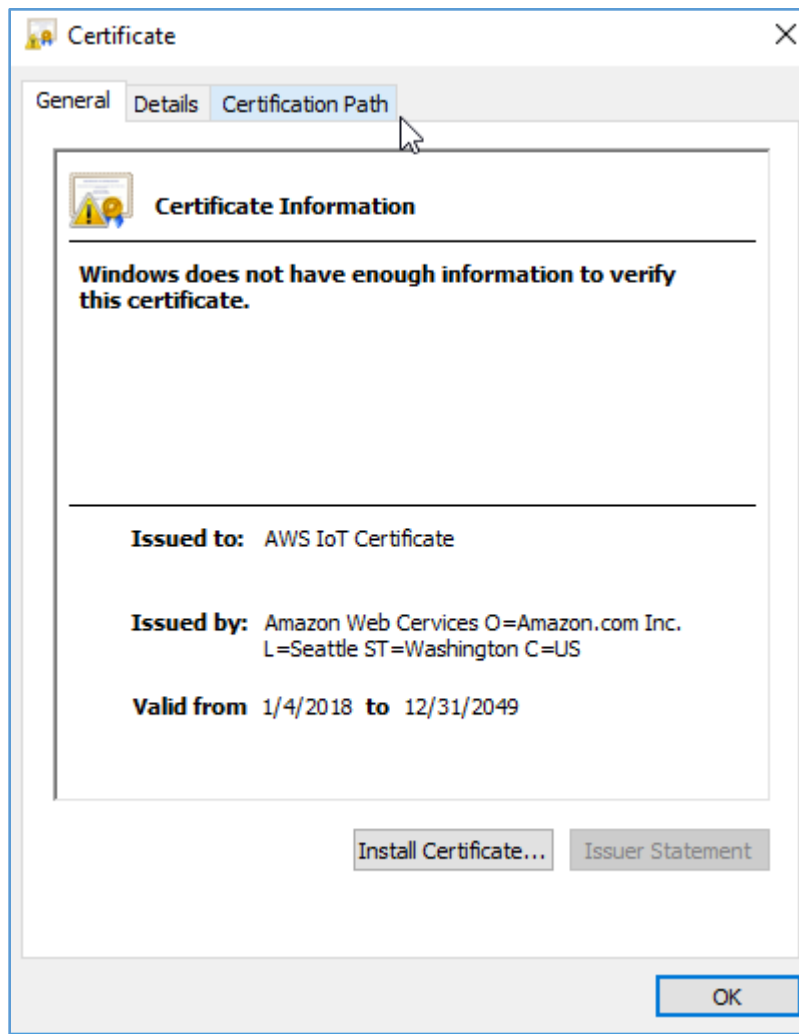 Certificate
General Details Certification Path
Certificate Information
Windows does not have enough information to verify
this certificate.
Issued to: AWS IoT Certificate
Issued by: Amazon Web Cervices O=Amazon.com Inc.
L=Seattle ST=Washington C=US
Valid from 1/4/2018 to 12/31/2049
Install Certificate... Issuer Statement
OK